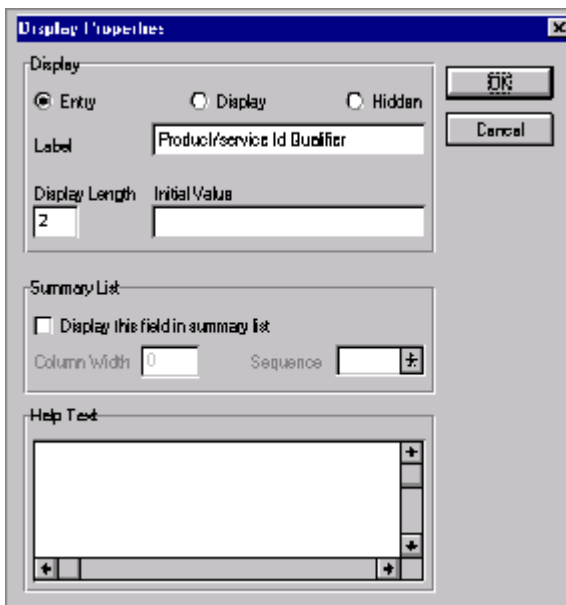 Display Properties
Display
OK
Entry Display Hidden
Cancel
Label Product/service Id Qualifier
Display Length Initial Value
2
Summary List
Display this field in summary list
Column Width 0 Sequence
Help Text